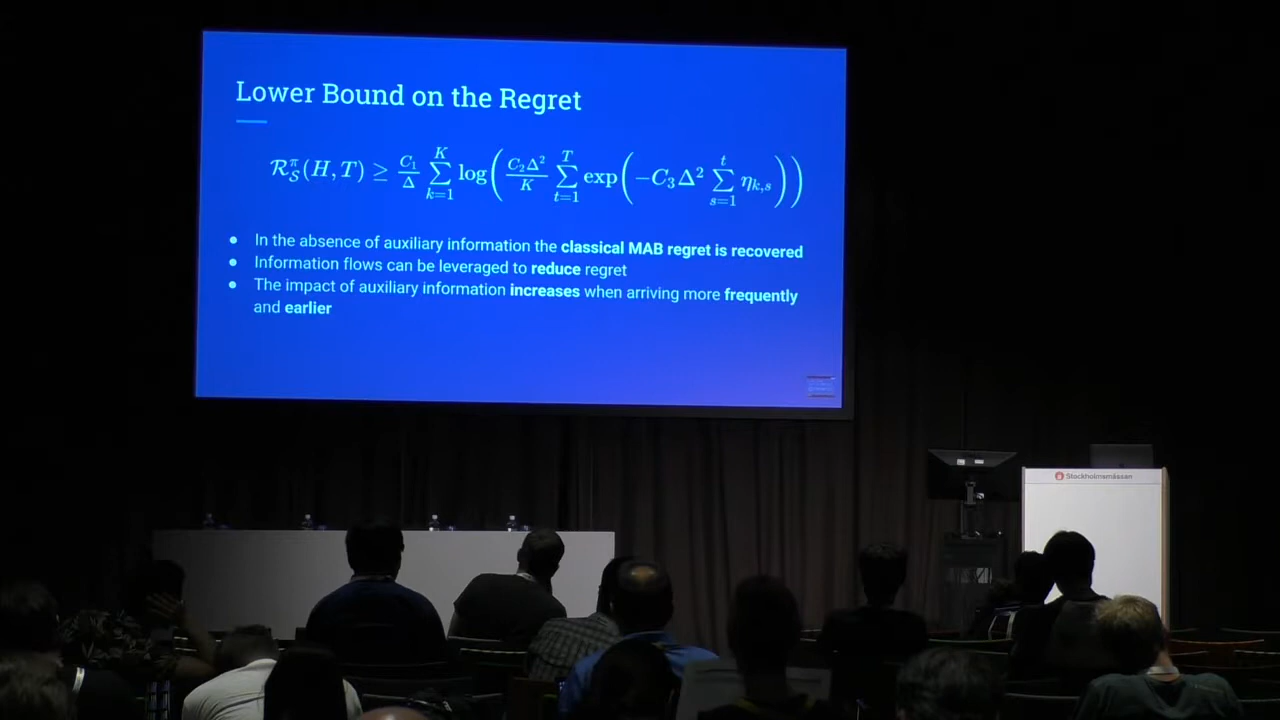 Lower Bound on the Regret
$\mathcal{R}_S^\pi(H, T) \geq \frac{C_1}{\Delta} \sum_{k=1}^{K} \log\left(\frac{C_2\Delta^2}{K} \sum_{t=1}^{T} \exp\left(-C_3\Delta^2 \sum_{s=1}^{t} \eta_{k,s}\right)\right)$
● In the absence of auxiliary information the classical MAB regret is recovered
● Information flows can be leveraged to reduce regret
● The impact of auxiliary information increases when arriving more frequently
and earlier
Stockholmsmässan